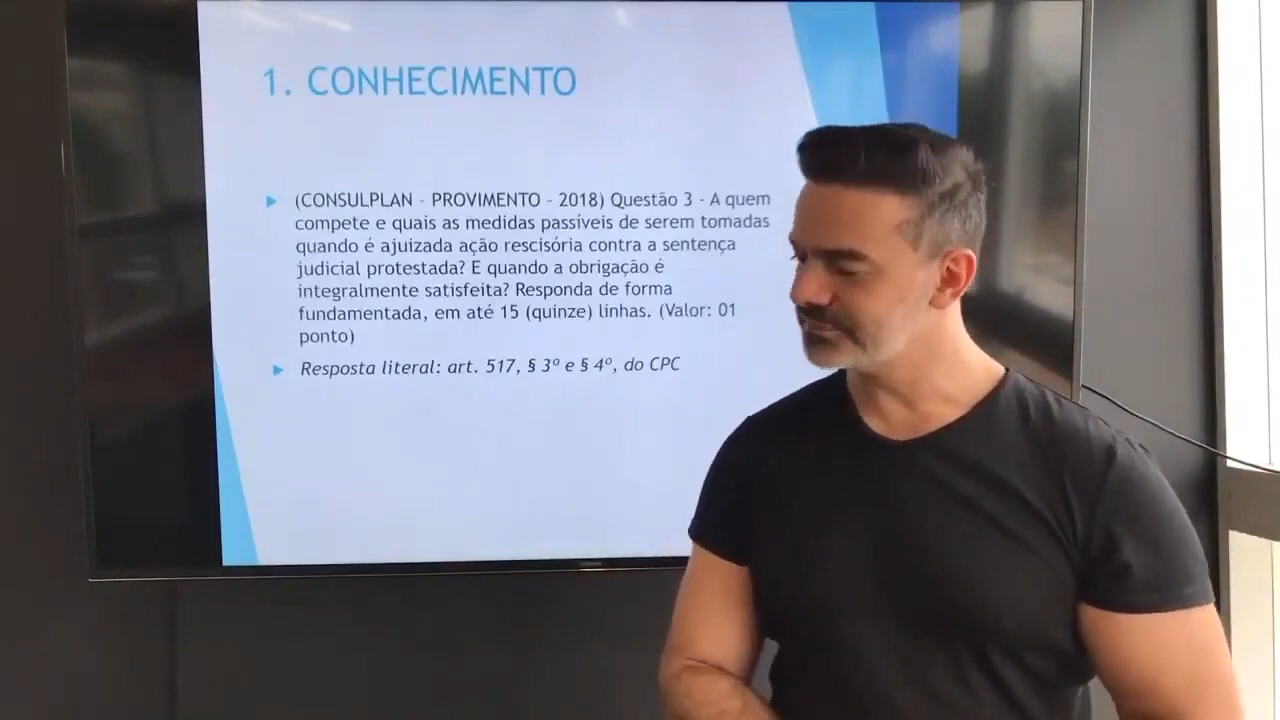 1. CONHECIMENTO
(CONSULPLAN - PROVIMENTO - 2018) Questão 3 - A quem
compete e quais as medidas passíveis de serem tomadas
quando é ajuizada ação rescisória contra a sentença
judicial protestada? E quando a obrigação é
integralmente satisfeita? Responda de forma
fundamentada, em até 15 (quinze) linhas. (Valor: 01
ponto)
Resposta literal: art. 517, § 3º e § 4º, do CPC